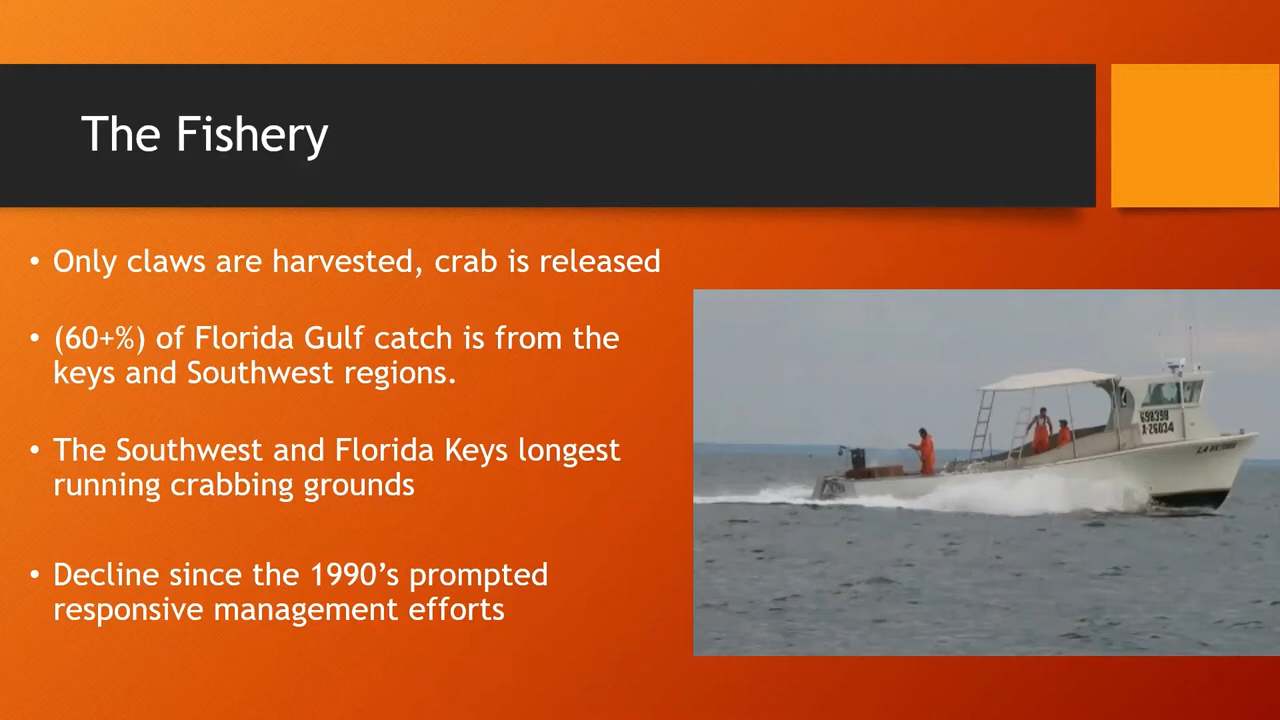 The Fishery
• Only claws are harvested, crab is released
• (60+%) of Florida Gulf catch is from the
keys and Southwest regions.
• The Southwest and Florida Keys longest
running crabbing grounds
• Decline since the 1990’s prompted
responsive management efforts
698398
X-26034